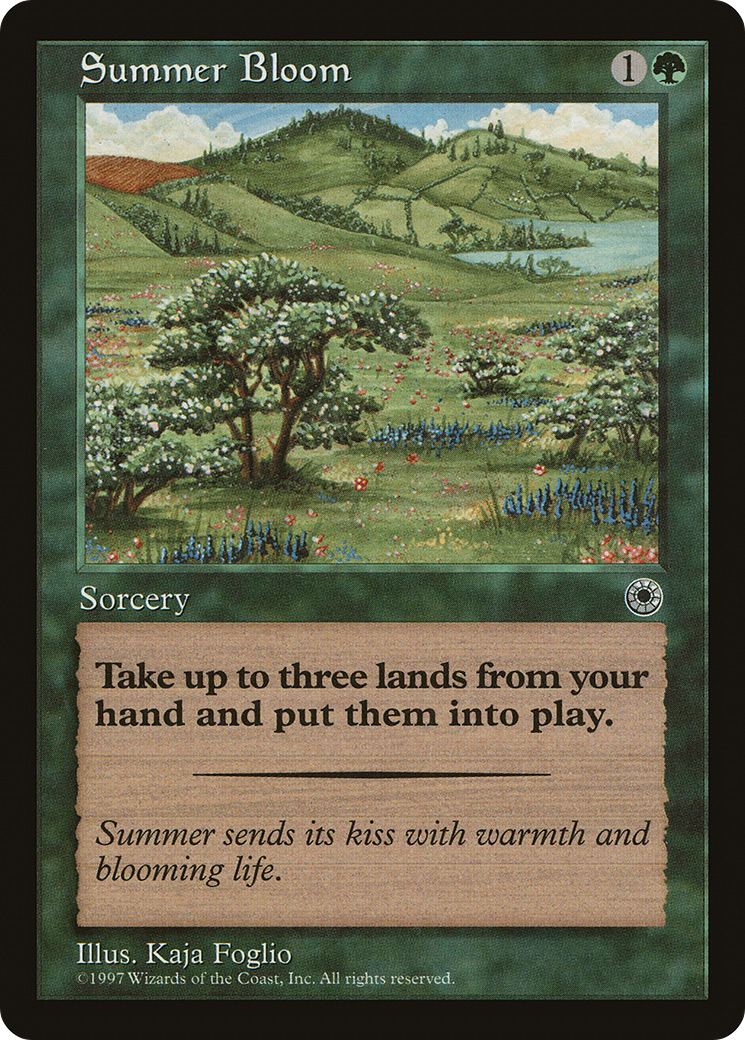 Summer Bloom
1
Sorcery
Take up to three lands from your
hand and put them into play.
Summer sends its kiss with warmth and
blooming life.
Illus. Kaja Foglio
©1997 Wizards of the Coast, Inc. All rights reserved.